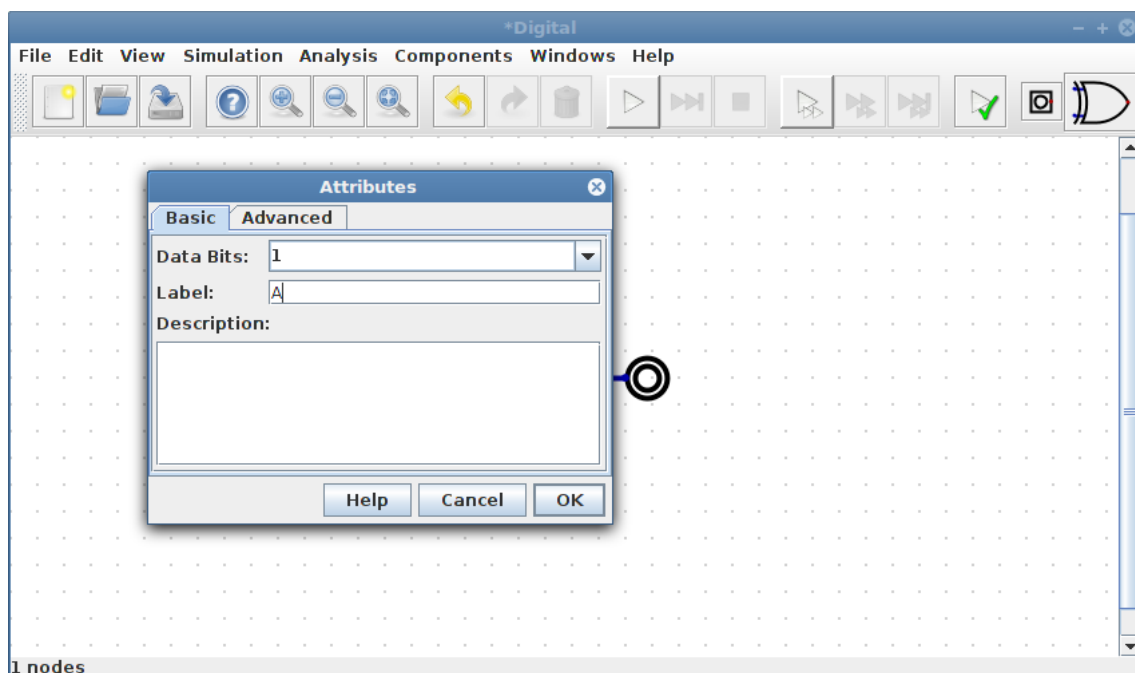 *Digital
File Edit View Simulation Analysis Components Windows Help
Attributes
Basic Advanced
Data Bits: 1
Label: A
Description:
Help Cancel OK
1 nodes